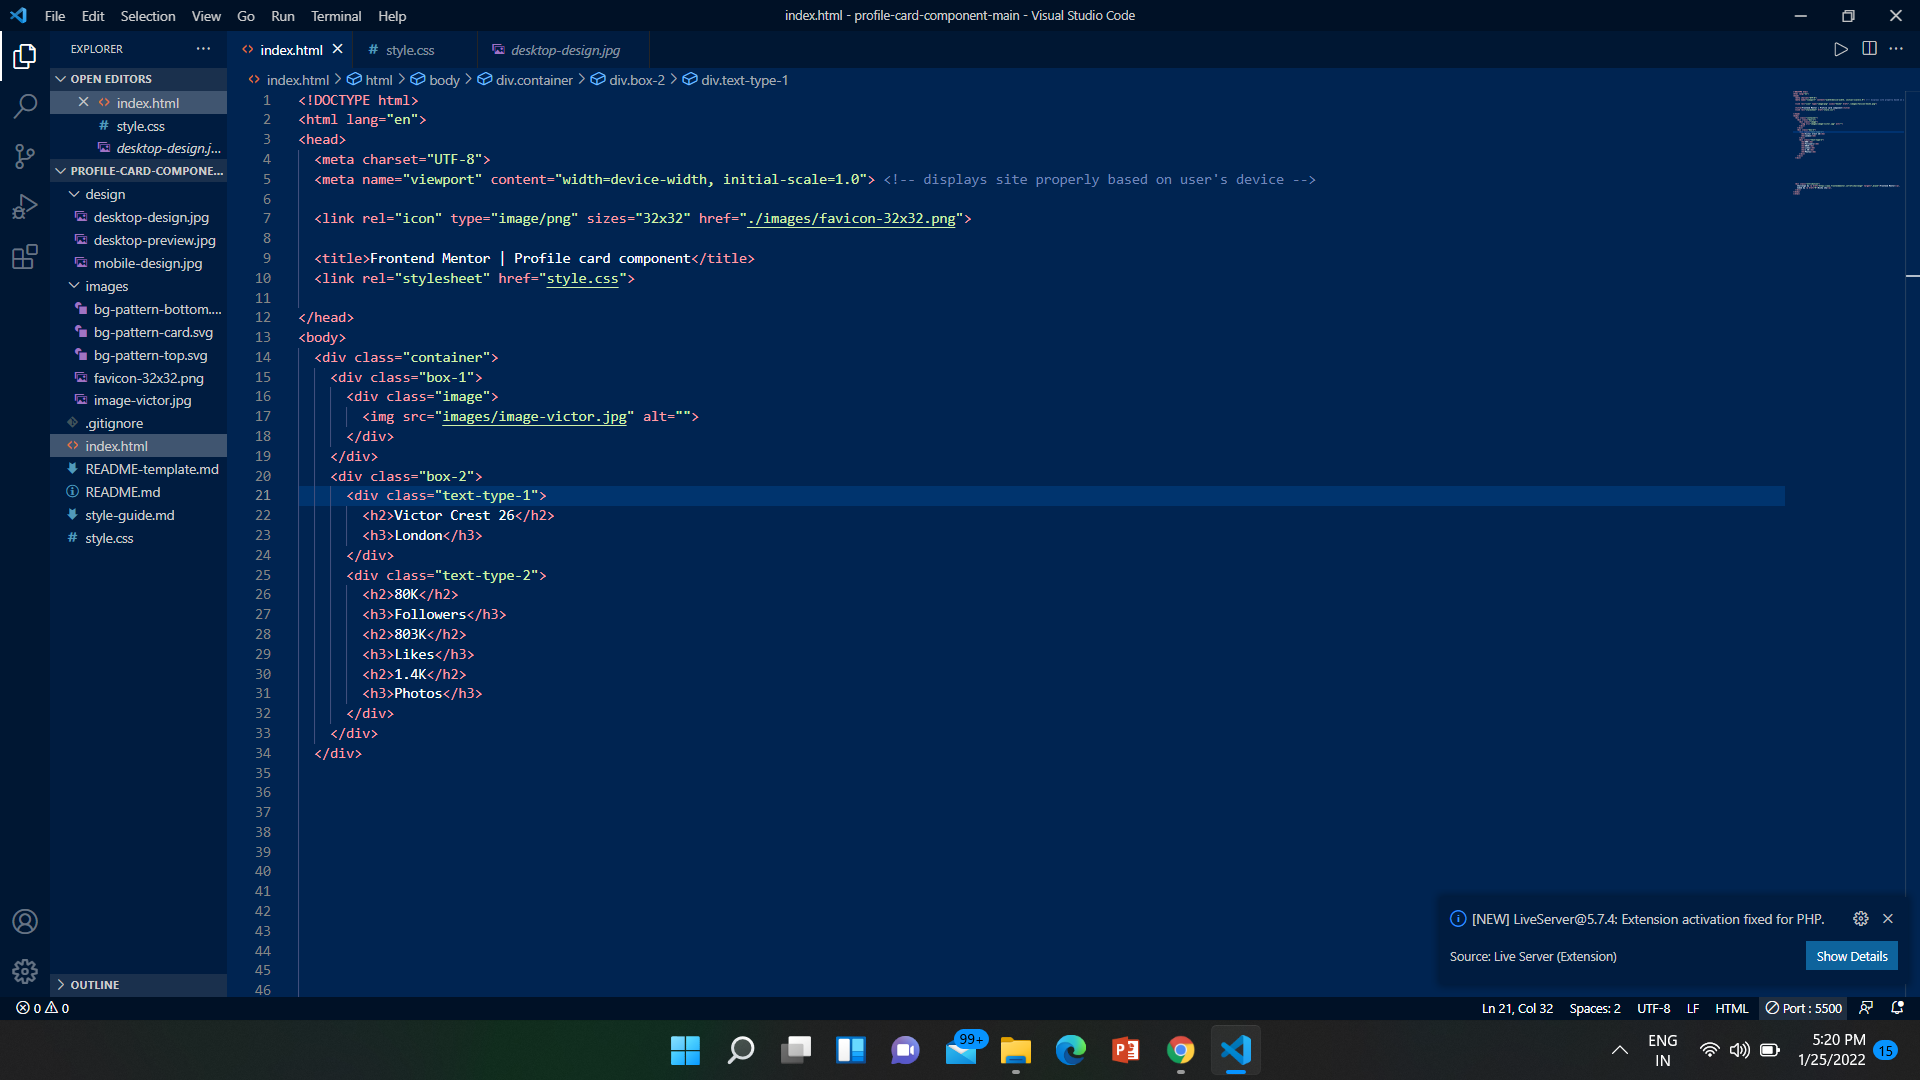 File Edit Selection View Go Run Terminal Help
index.html - profile-card-component-main - Visual Studio Code
EXPLORER
OPEN EDITORS
index.html
style.css
desktop-design.j...
PROFILE-CARD-COMPONE...
design
desktop-design.jpg
desktop-preview.jpg
mobile-design.jpg
images
bg-pattern-bottom....
bg-pattern-card.svg
bg-pattern-top.svg
favicon-32x32.png
image-victor.jpg
.gitignore
index.html
README-template.md
README.md
style-guide.md
style.css
OUTLINE
index.html style.css desktop-design.jpg
index.html > html > body > div.container > div.box-2 > div.text-type-1
1 <!DOCTYPE html>
2 <html lang="en">
3 <head>
4 <meta charset="UTF-8">
5 <meta name="viewport" content="width=device-width, initial-scale=1.0"> <!-- displays site properly based on user's device -->
6
7 <link rel="icon" type="image/png" sizes="32x32" href="./images/favicon-32x32.png">
8
9 <title>Frontend Mentor | Profile card component</title>
10 <link rel="stylesheet" href="style.css">
11
12 </head>
13 <body>
14 <div class="container">
15 <div class="box-1">
16 <div class="image">
17 <img src="images/image-victor.jpg" alt="">
18 </div>
19 </div>
20 <div class="box-2">
21 <div class="text-type-1">
22 <h2>Victor Crest 26</h2>
23 <h3>London</h3>
24 </div>
25 <div class="text-type-2">
26 <h2>80K</h2>
27 <h3>Followers</h3>
28 <h2>803K</h2>
29 <h3>Likes</h3>
30 <h2>1.4K</h2>
31 <h3>Photos</h3>
32 </div>
33 </div>
34 </div>
35
36
37
38
39
40
41
42
43
44
45
46
[NEW] LiveServer@5.7.4: Extension activation fixed for PHP.
Source: Live Server (Extension)
Show Details
0 0
Ln 21, Col 32 Spaces: 2 UTF-8 LF HTML Port : 5500
99+
ENG
IN
5:20 PM
1/25/2022
15